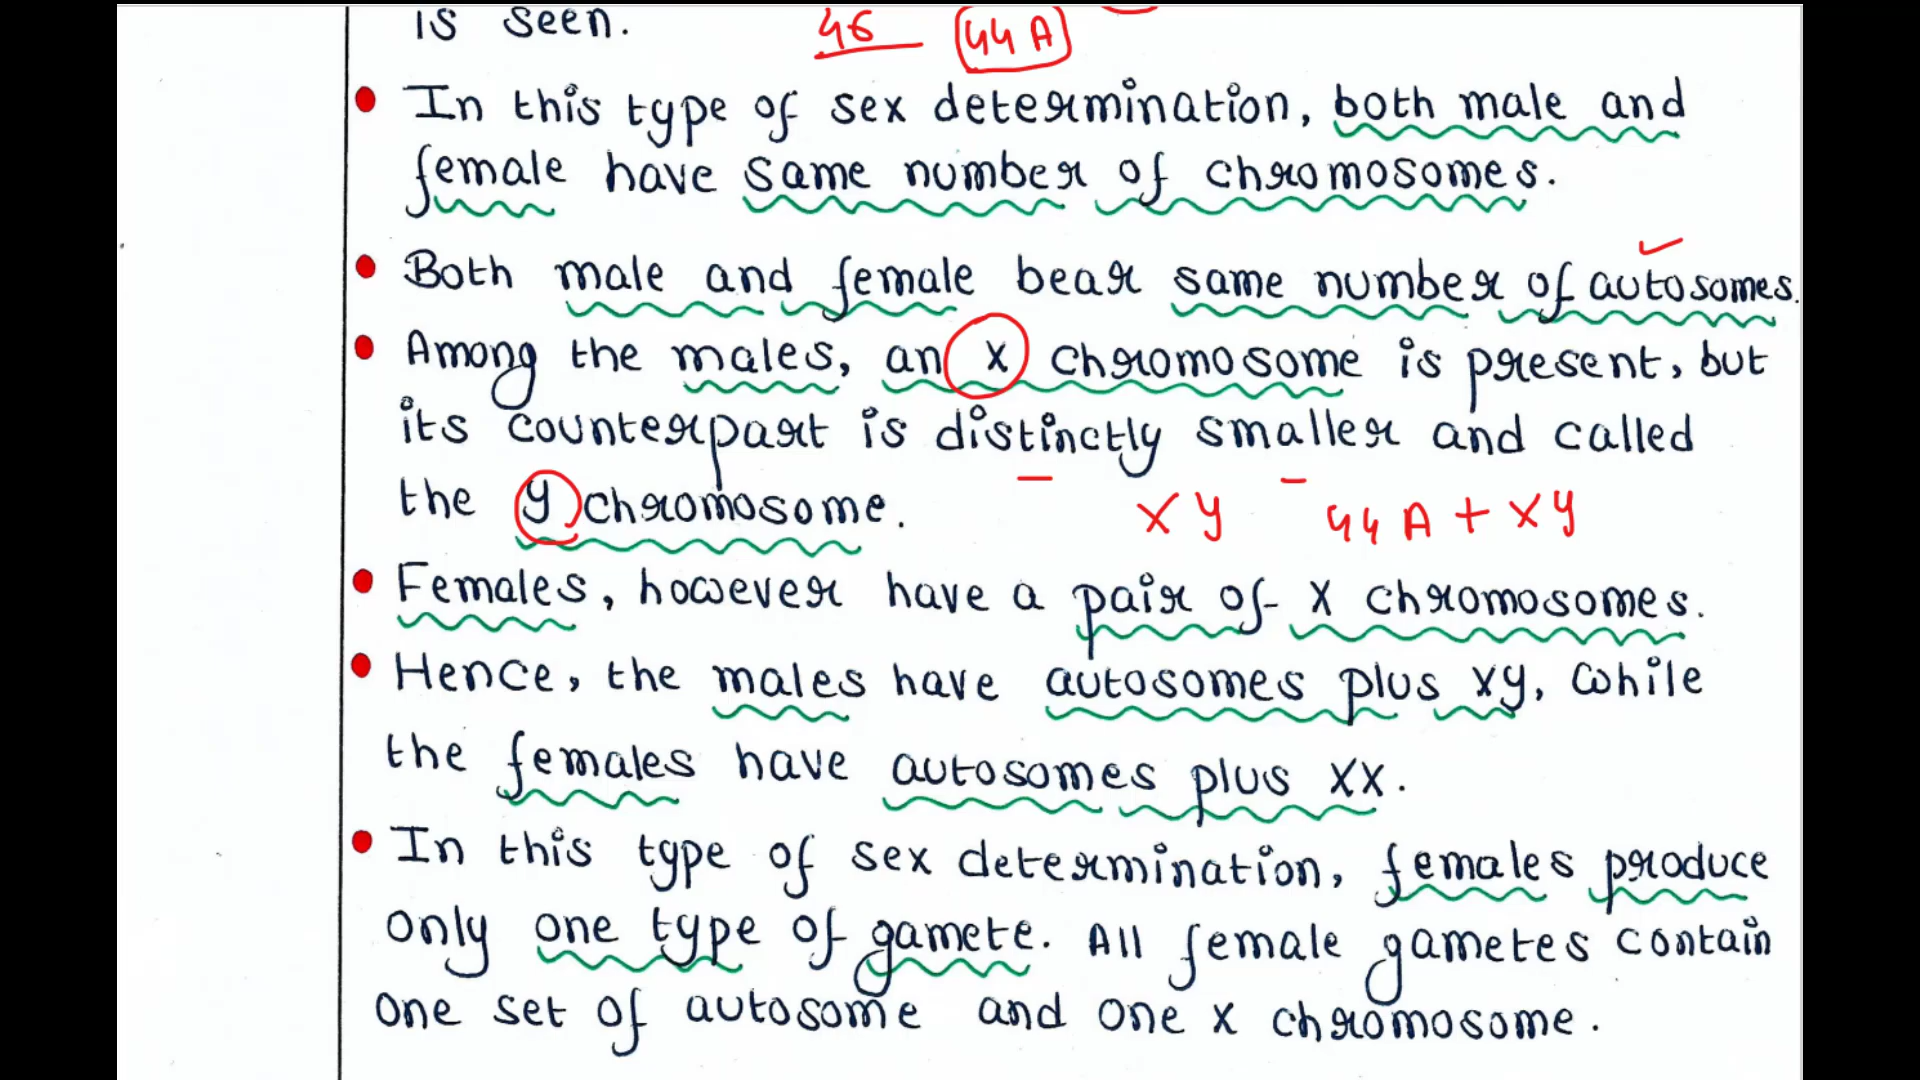 is seen. 46 44 A
• In this type of sex determination, both male and
female have same number of chromosomes.
• Both male and female bear same number of autosomes.
• Among the males, an X chromosome is present, but
its counterpart is distinctly smaller and called
the y chromosome. x y 44 A + x y
• Females, however have a pair of X chromosomes.
• Hence, the males have autosomes plus xy, while
the females have autosomes plus XX.
• In this type of sex determination, females produce
only one type of gamete. All female gametes contain
one set of autosome and one x chromosome.